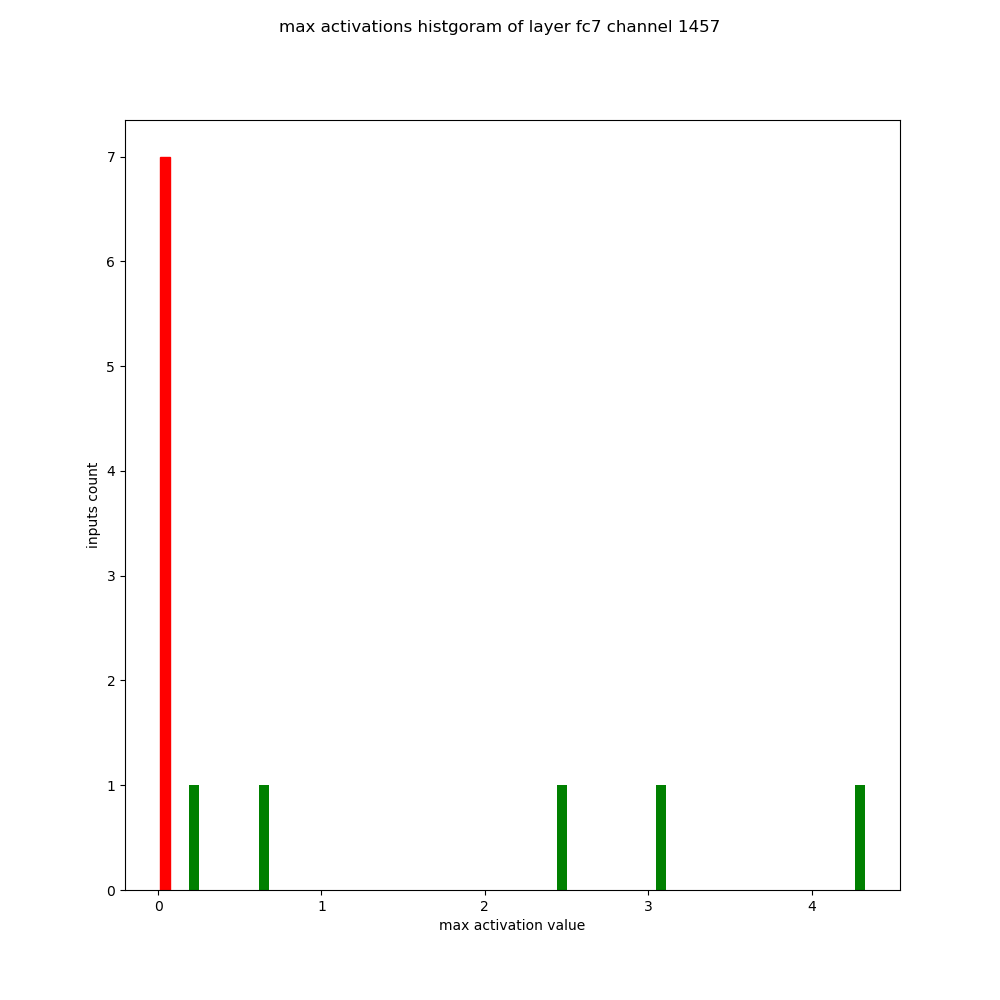 max activations histgoram of layer fc7 channel 1457
7
6
5
4
3
2
1
0
inputs count
0 1 2 3 4
max activation value